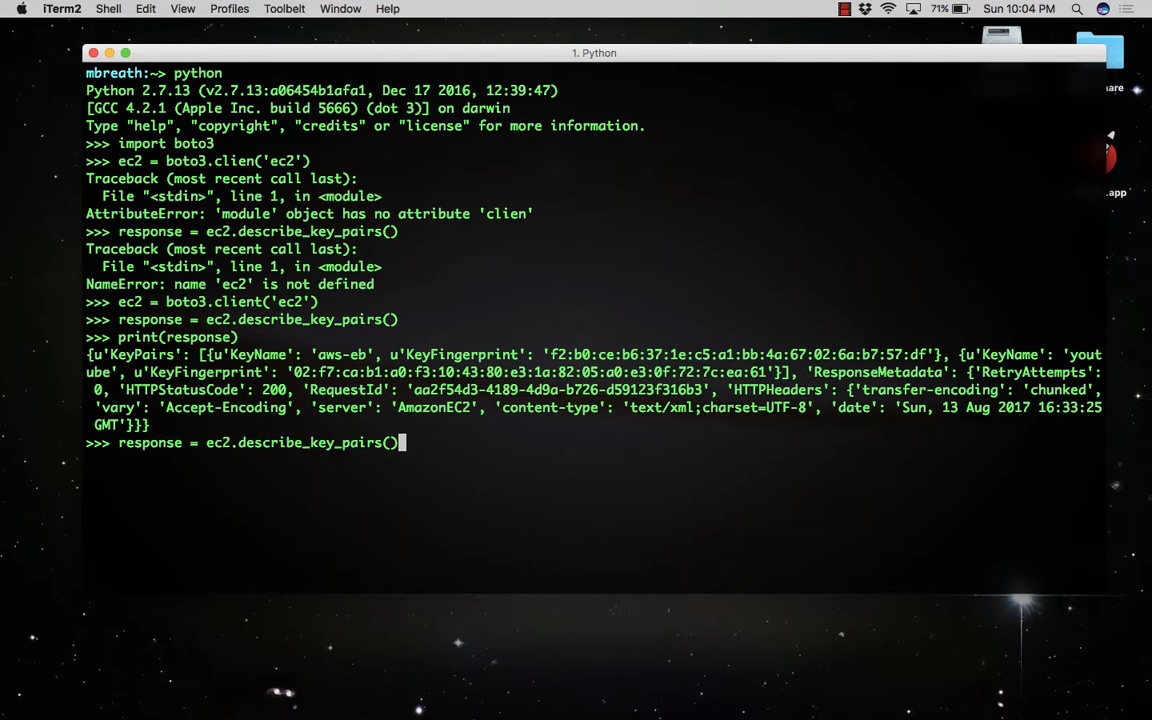 iTerm2 Shell Edit View Profiles Toolbelt Window Help 71% Sun 10:04 PM
1. Python
mbreath:~> python
Python 2.7.13 (v2.7.13:a06454b1afa1, Dec 17 2016, 12:39:47)
[GCC 4.2.1 (Apple Inc. build 5666) (dot 3)] on darwin
Type "help", "copyright", "credits" or "license" for more information.
>>> import boto3
>>> ec2 = boto3.clien('ec2')
Traceback (most recent call last):
  File "<stdin>", line 1, in <module>
AttributeError: 'module' object has no attribute 'clien'
>>> response = ec2.describe_key_pairs()
Traceback (most recent call last):
  File "<stdin>", line 1, in <module>
NameError: name 'ec2' is not defined
>>> ec2 = boto3.client('ec2')
>>> response = ec2.describe_key_pairs()
>>> print(response)
{u'KeyPairs': [{u'KeyName': 'aws-eb', u'KeyFingerprint': 'f2:b0:ce:b6:37:1e:c5:a1:bb:4a:67:02:6a:b7:57:df'}, {u'KeyName': 'yout
ube', u'KeyFingerprint': '02:f7:ca:b1:a0:f3:10:43:80:e3:1a:82:05:a0:e3:0f:72:7c:ea:61'}], 'ResponseMetadata': {'RetryAttempts':
 0, 'HTTPStatusCode': 200, 'RequestId': 'aa2f54d3-4189-4d9a-b726-d59123f316b3', 'HTTPHeaders': {'transfer-encoding': 'chunked',
 'vary': 'Accept-Encoding', 'server': 'AmazonEC2', 'content-type': 'text/xml;charset=UTF-8', 'date': 'Sun, 13 Aug 2017 16:33:25
 GMT'}}}
>>> response = ec2.describe_key_pairs()
are
.app